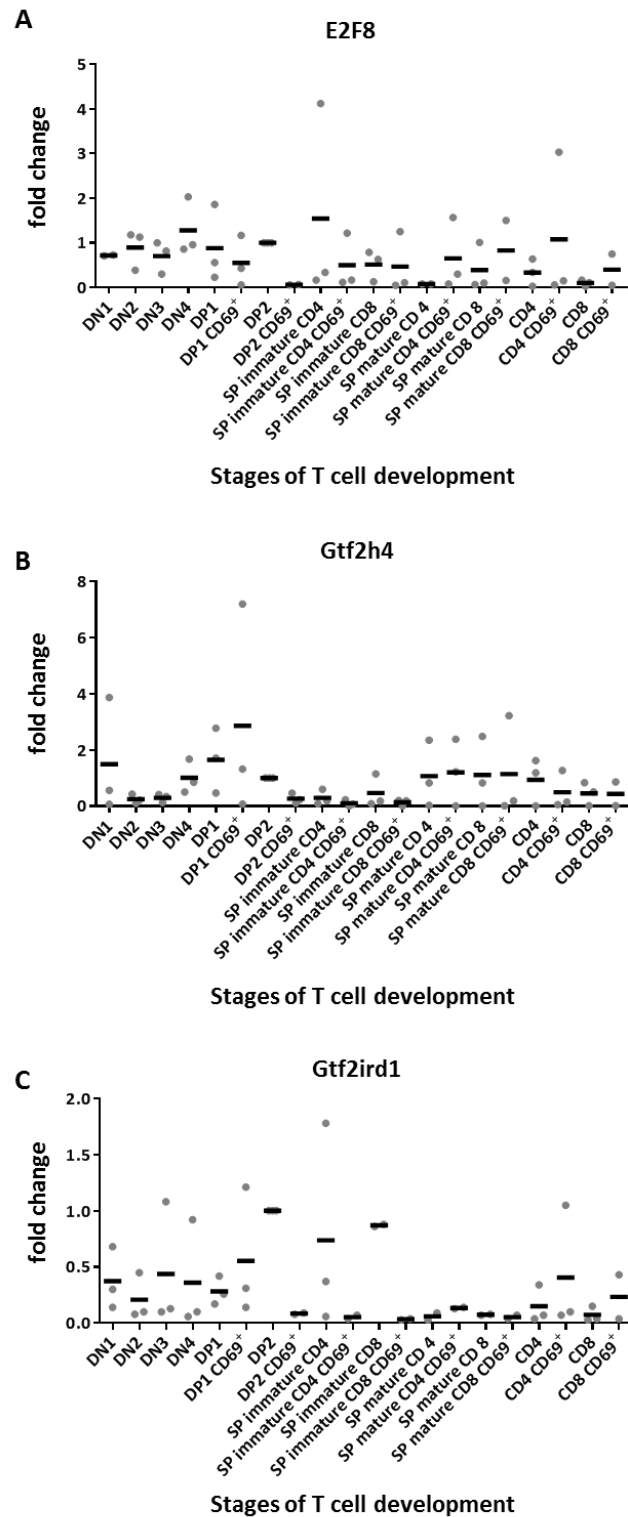 A
E2F8
fold change
5
4
3
2
1
0
DN1
DN2
DN3
DN4
DP1
DP1 CD69+
DP2
DP2 CD69+
SP immature CD4
SP immature CD4 CD69+
SP immature CD8
SP immature CD8 CD69+
SP mature CD 4
SP mature CD4 CD69+
SP mature CD 8
SP mature CD8 CD69+
CD4
CD4 CD69+
CD8
CD8 CD69+
Stages of T cell development
B
Gtf2h4
fold change
8
6
4
2
0
DN1
DN2
DN3
DN4
DP1
DP1 CD69+
DP2
DP2 CD69+
SP immature CD4
SP immature CD4 CD69+
SP immature CD8
SP immature CD8 CD69+
SP mature CD 4
SP mature CD4 CD69+
SP mature CD 8
SP mature CD8 CD69+
CD4
CD4 CD69+
CD8
CD8 CD69+
Stages of T cell development
C
Gtf2ird1
fold change
2.0
1.5
1.0
0.5
0.0
DN1
DN2
DN3
DN4
DP1
DP1 CD69+
DP2
DP2 CD69+
SP immature CD4
SP immature CD4 CD69+
SP immature CD8
SP immature CD8 CD69+
SP mature CD 4
SP mature CD4 CD69+
SP mature CD 8
SP mature CD8 CD69+
CD4
CD4 CD69+
CD8
CD8 CD69+
Stages of T cell development